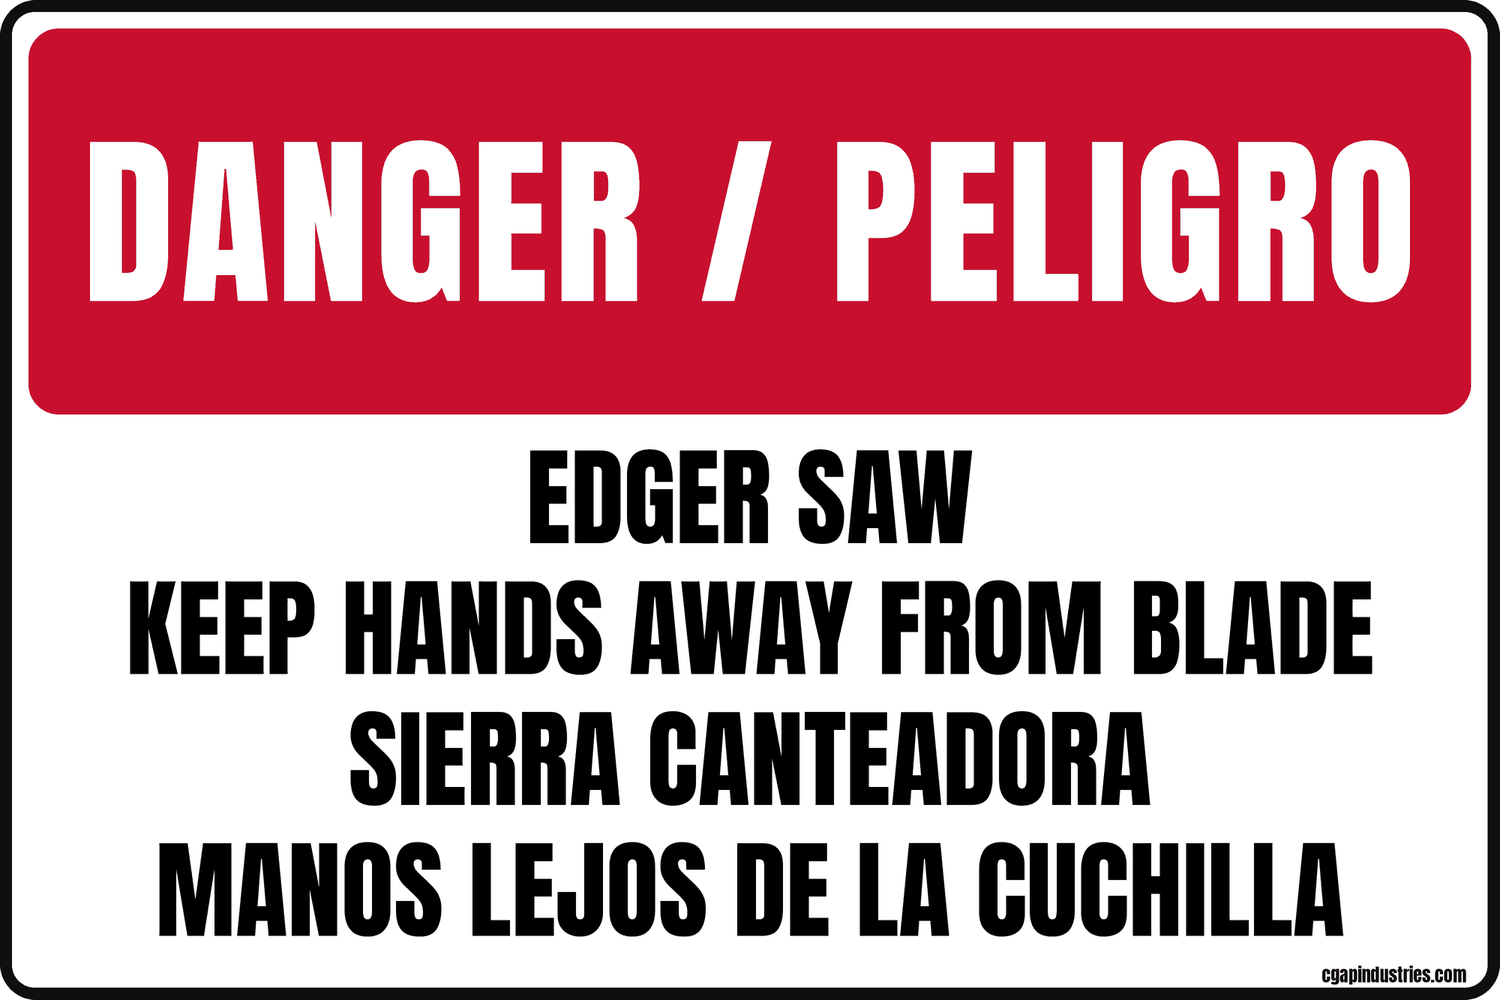 DANGER / PELIGRO
EDGER SAW
KEEP HANDS AWAY FROM BLADE
SIERRA CANTEADORA
MANOS LEJOS DE LA CUCHILLA
cgapindustries.com